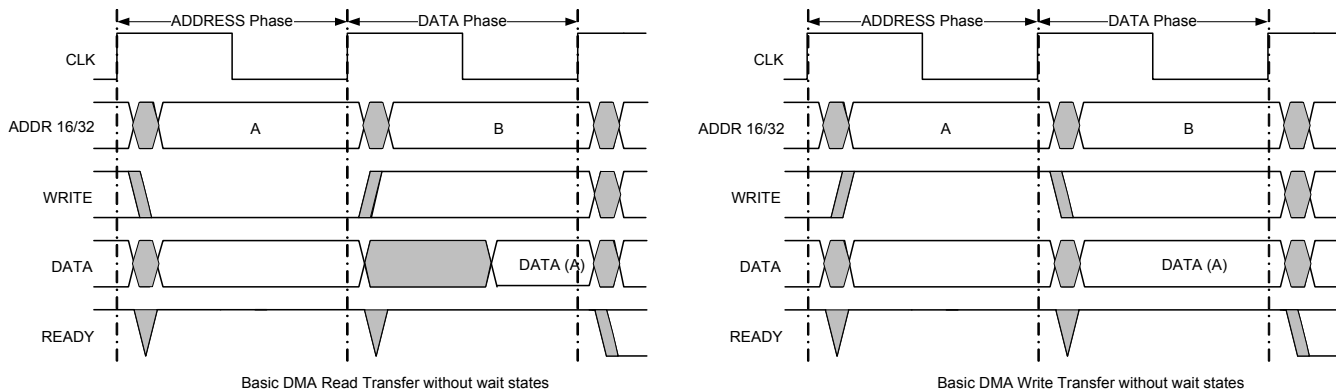 ADDRESS Phase DATA Phase ADDRESS Phase DATA Phase
CLK CLK
ADDR 16/32 A B ADDR 16/32 A B
WRITE WRITE
DATA DATA (A) DATA DATA (A)
READY READY
Basic DMA Read Transfer without wait states Basic DMA Write Transfer without wait states